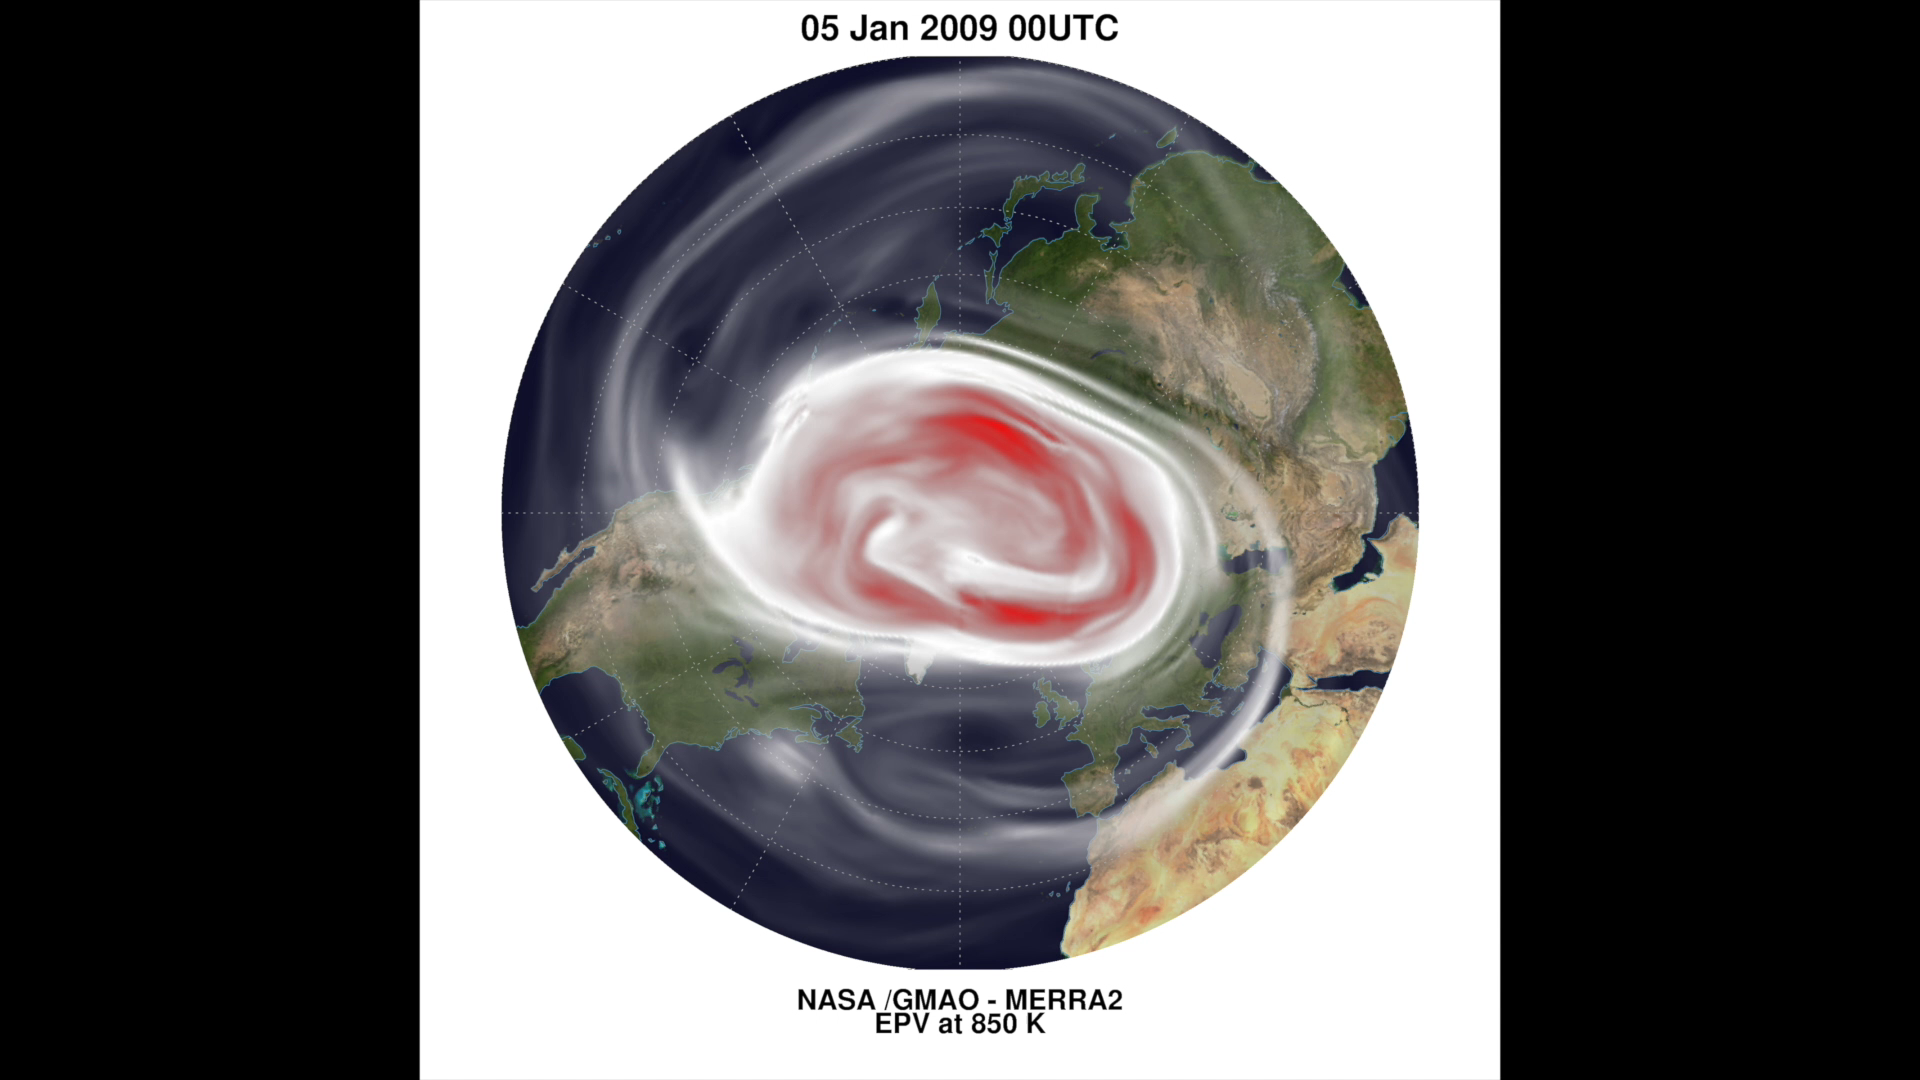 05 Jan 2009 00UTC
NASA /GMAO - MERRA2
EPV at 850 K